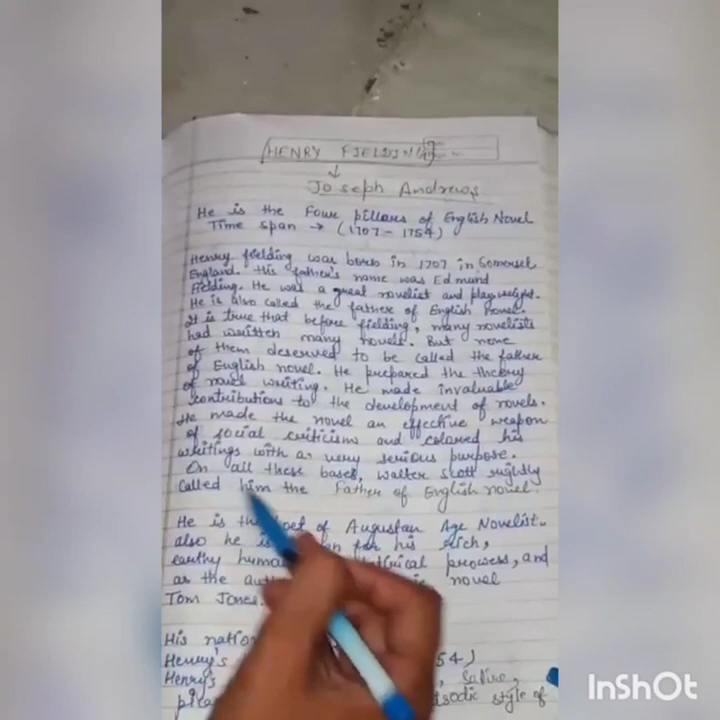 HENRY FIELDING
↓
Joseph Andrews
He is the Four pillars of English Novel
Time span → (1707 - 1754)
Henry fielding was born in 1707 in Somerset
England. His father's name was Edmund
Fielding. He was a great novelist and playwright.
He is also called the father of English Novel.
It is true that before fielding, many novelists
had written many novels. But none
of them deserved to be called the father
of English novel. He prepared the theory
of novel writing. He made invaluable
contributions to the development of novels.
He made the novel an effective weapon
of social criticism and colored his
writings with a very serious purpose.
On all these bases, walter scott rightly
called him the Father of English novel.
He is the poet of Augustan Age Novelist.
also he is for his rich,
earthy prowess, and
as the novel
Tom Jones.
His
Henry's 54)
Henry's , satire,
style of
InShOt